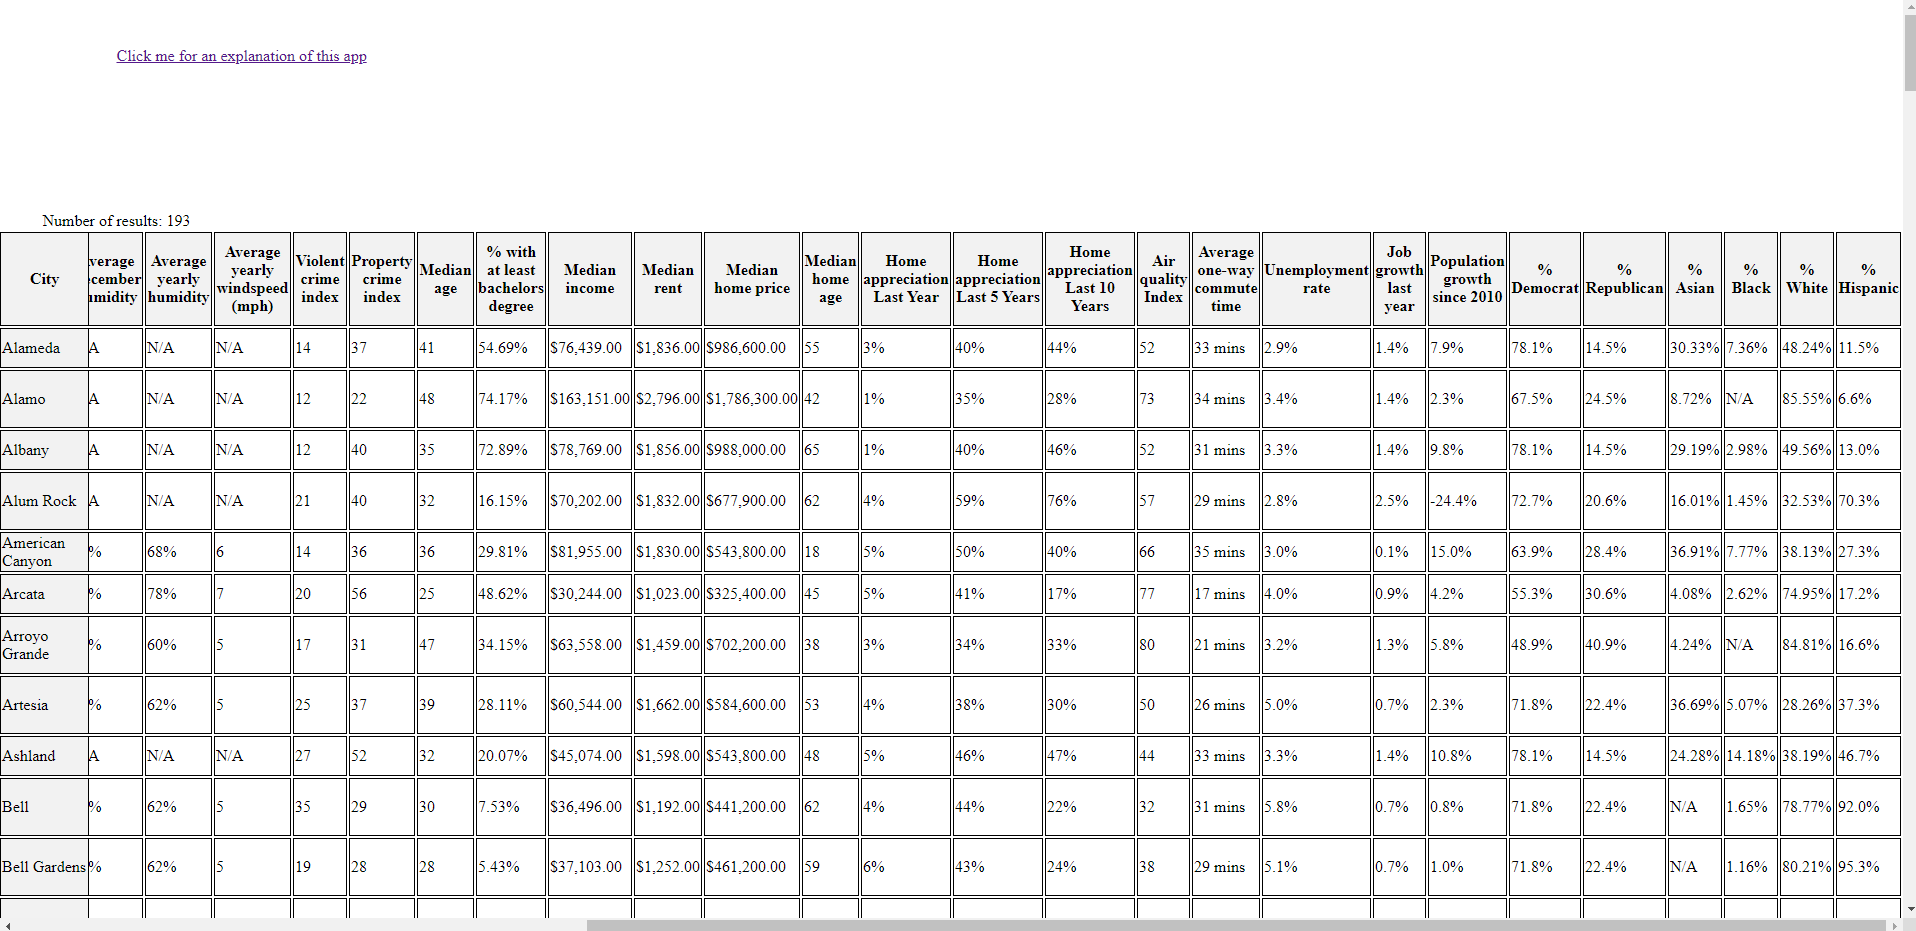 Click me for an explanation of this app
Number of results: 193
City verage cember umidity Average yearly humidity Average yearly windspeed (mph) Violent crime index Property crime index Median age % with at least bachelors degree Median income Median rent Median home price Median home age Home appreciation Last Year Home appreciation Last 5 Years Home appreciation Last 10 Years Air quality Index Average one-way commute time Unemployment rate Job growth last year Population growth since 2010 % Democrat % Republican % Asian % Black % White % Hispanic
Alameda A N/A N/A 14 37 41 54.69% $76,439.00 $1,836.00 $986,600.00 55 3% 40% 44% 52 33 mins 2.9% 1.4% 7.9% 78.1% 14.5% 30.33% 7.36% 48.24% 11.5%
Alamo A N/A N/A 12 22 48 74.17% $163,151.00 $2,796.00 $1,786,300.00 42 1% 35% 28% 73 34 mins 3.4% 1.4% 2.3% 67.5% 24.5% 8.72% N/A 85.55% 6.6%
Albany A N/A N/A 12 40 35 72.89% $78,769.00 $1,856.00 $988,000.00 65 1% 40% 46% 52 31 mins 3.3% 1.4% 9.8% 78.1% 14.5% 29.19% 2.98% 49.56% 13.0%
Alum Rock A N/A N/A 21 40 32 16.15% $70,202.00 $1,832.00 $677,900.00 62 4% 59% 76% 57 29 mins 2.8% 2.5% -24.4% 72.7% 20.6% 16.01% 1.45% 32.53% 70.3%
American Canyon % 68% 6 14 36 36 29.81% $81,955.00 $1,830.00 $543,800.00 18 5% 50% 40% 66 35 mins 3.0% 0.1% 15.0% 63.9% 28.4% 36.91% 7.77% 38.13% 27.3%
Arcata % 78% 7 20 56 25 48.62% $30,244.00 $1,023.00 $325,400.00 45 5% 41% 17% 77 17 mins 4.0% 0.9% 4.2% 55.3% 30.6% 4.08% 2.62% 74.95% 17.2%
Arroyo Grande % 60% 5 17 31 47 34.15% $63,558.00 $1,459.00 $702,200.00 38 3% 34% 33% 80 21 mins 3.2% 1.3% 5.8% 48.9% 40.9% 4.24% N/A 84.81% 16.6%
Artesia % 62% 5 25 37 39 28.11% $60,544.00 $1,662.00 $584,600.00 53 4% 38% 30% 50 26 mins 5.0% 0.7% 2.3% 71.8% 22.4% 36.69% 5.07% 28.26% 37.3%
Ashland A N/A N/A 27 52 32 20.07% $45,074.00 $1,598.00 $543,800.00 48 5% 46% 47% 44 33 mins 3.3% 1.4% 10.8% 78.1% 14.5% 24.28% 14.18% 38.19% 46.7%
Bell % 62% 5 35 29 30 7.53% $36,496.00 $1,192.00 $441,200.00 62 4% 44% 22% 32 31 mins 5.8% 0.7% 0.8% 71.8% 22.4% N/A 1.65% 78.77% 92.0%
Bell Gardens % 62% 5 19 28 28 5.43% $37,103.00 $1,252.00 $461,200.00 59 6% 43% 24% 38 29 mins 5.1% 0.7% 1.0% 71.8% 22.4% N/A 1.16% 80.21% 95.3%